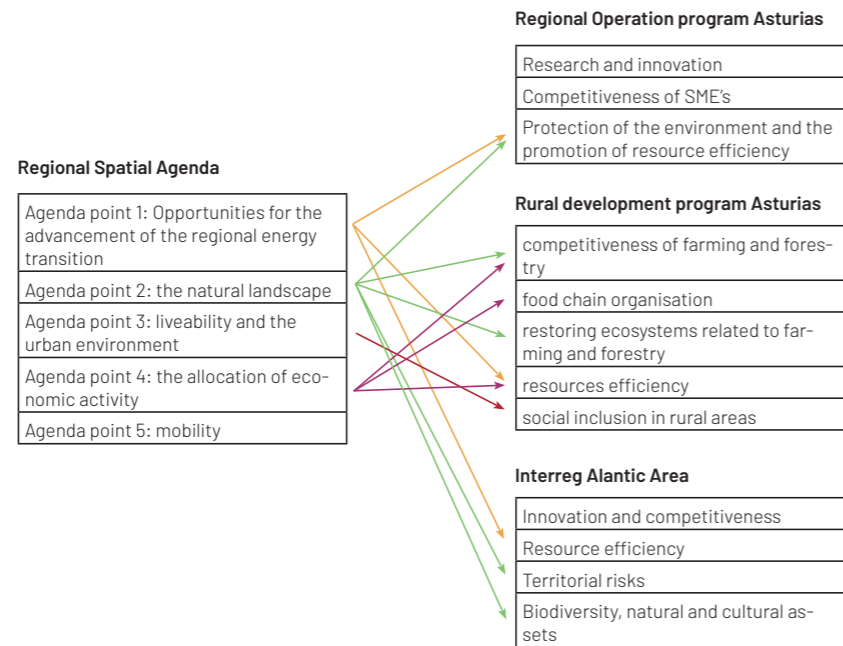 Regional Spatial Agenda
Agenda point 1: Opportunities for the
advancement of the regional energy
transition
Agenda point 2: the natural landscape
Agenda point 3: liveability and the
urban environment
Agenda point 4: the allocation of eco-
nomic activity
Agenda point 5: mobility
Regional Operation program Asturias
Research and innovation
Competitiveness of SME's
Protection of the environment and the
promotion of resource efficiency
Rural development program Asturias
competitiveness of farming and fores-
try
food chain organisation
restoring ecosystems related to far-
ming and forestry
resources efficiency
social inclusion in rural areas
Interreg Alantic Area
Innovation and competitiveness
Resource efficiency
Territorial risks
Biodiversity, natural and cultural as-
sets